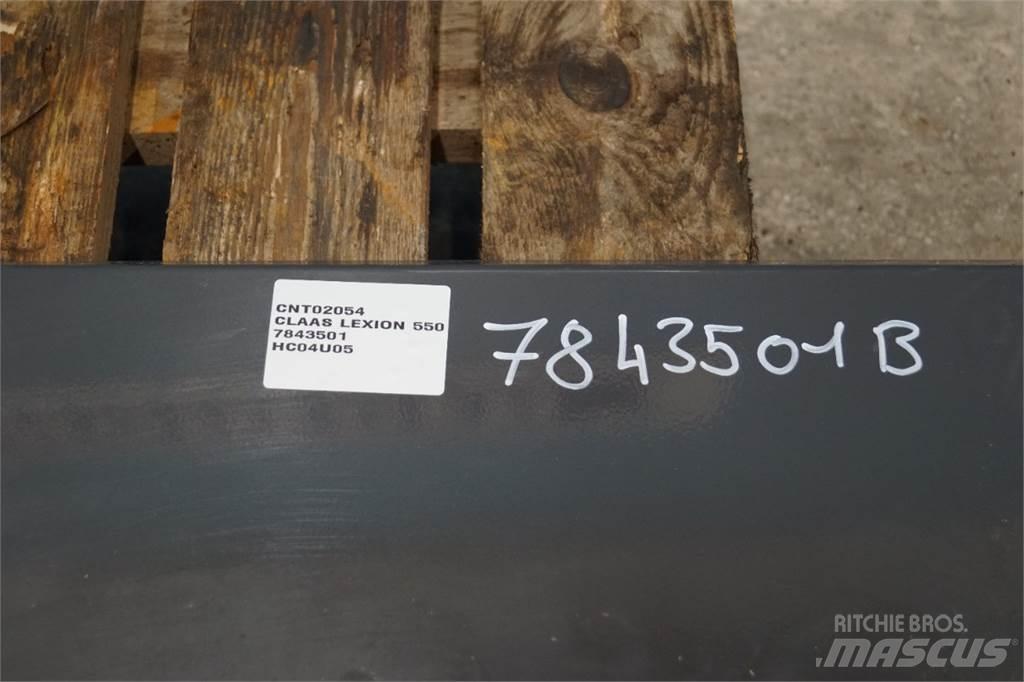 CNT02054
CLAAS LEXION 550
7843501
HC04U05
7843501B
RITCHIE BROS.
MASCUS